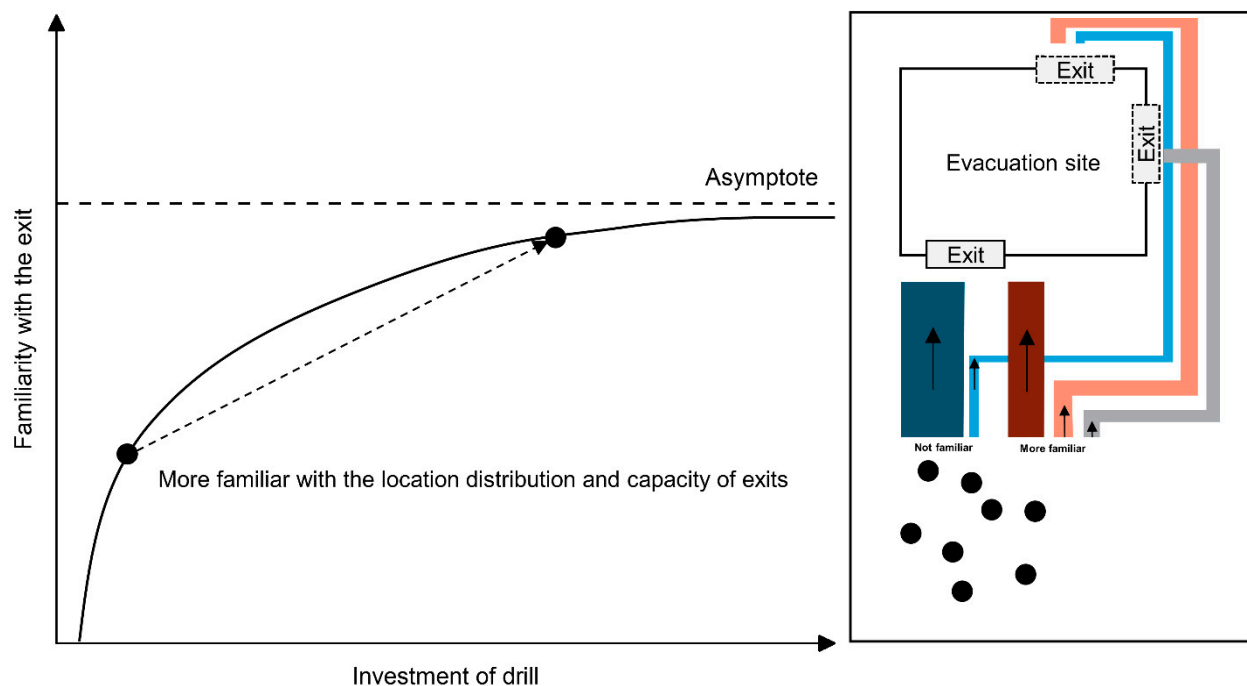 Familiarity with the exit
Asymptote
More familiar with the location distribution and capacity of exits
Investment of drill
Exit
Exit
Evacuation site
Exit
Not familiar
More familiar